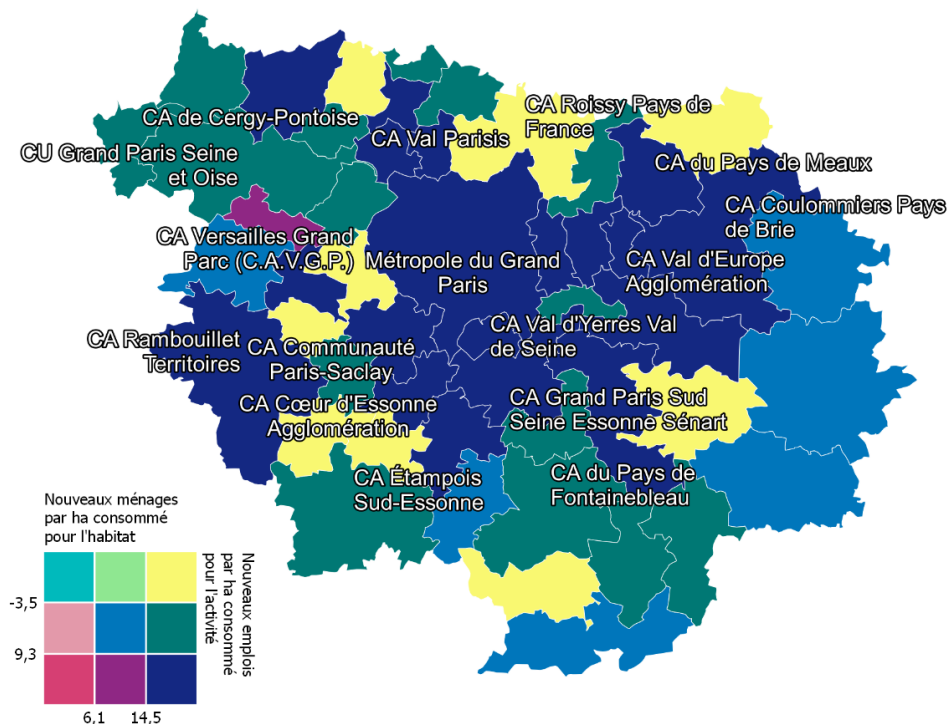 CA Roissy Pays de
France
CA de Cergy-Pontoise
CA Val Parisis
CU Grand Paris Seine
et Oise
CA du Pays de Meaux
CA Coulommiers Pays
de Brie
CA Versailles Grand
Parc (C.A.V.G.P.)
Métropole du Grand
Paris
CA Val d'Europe
Agglomération
CA Rambouillet
Territoires
CA Communauté
Paris-Saclay
CA Val d'Yerres Val
de Seine
CA Cœur d'Essonne
Agglomération
CA Grand Paris Sud
Seine Essonne Sénart
CA Étampois
Sud-Essonne
CA du Pays de
Fontainebleau
Nouveaux ménages
par ha consommé
pour l'habitat
Nouveaux emplois
par ha consommé
pour l'activité
-3,5
9,3
6,1 14,5